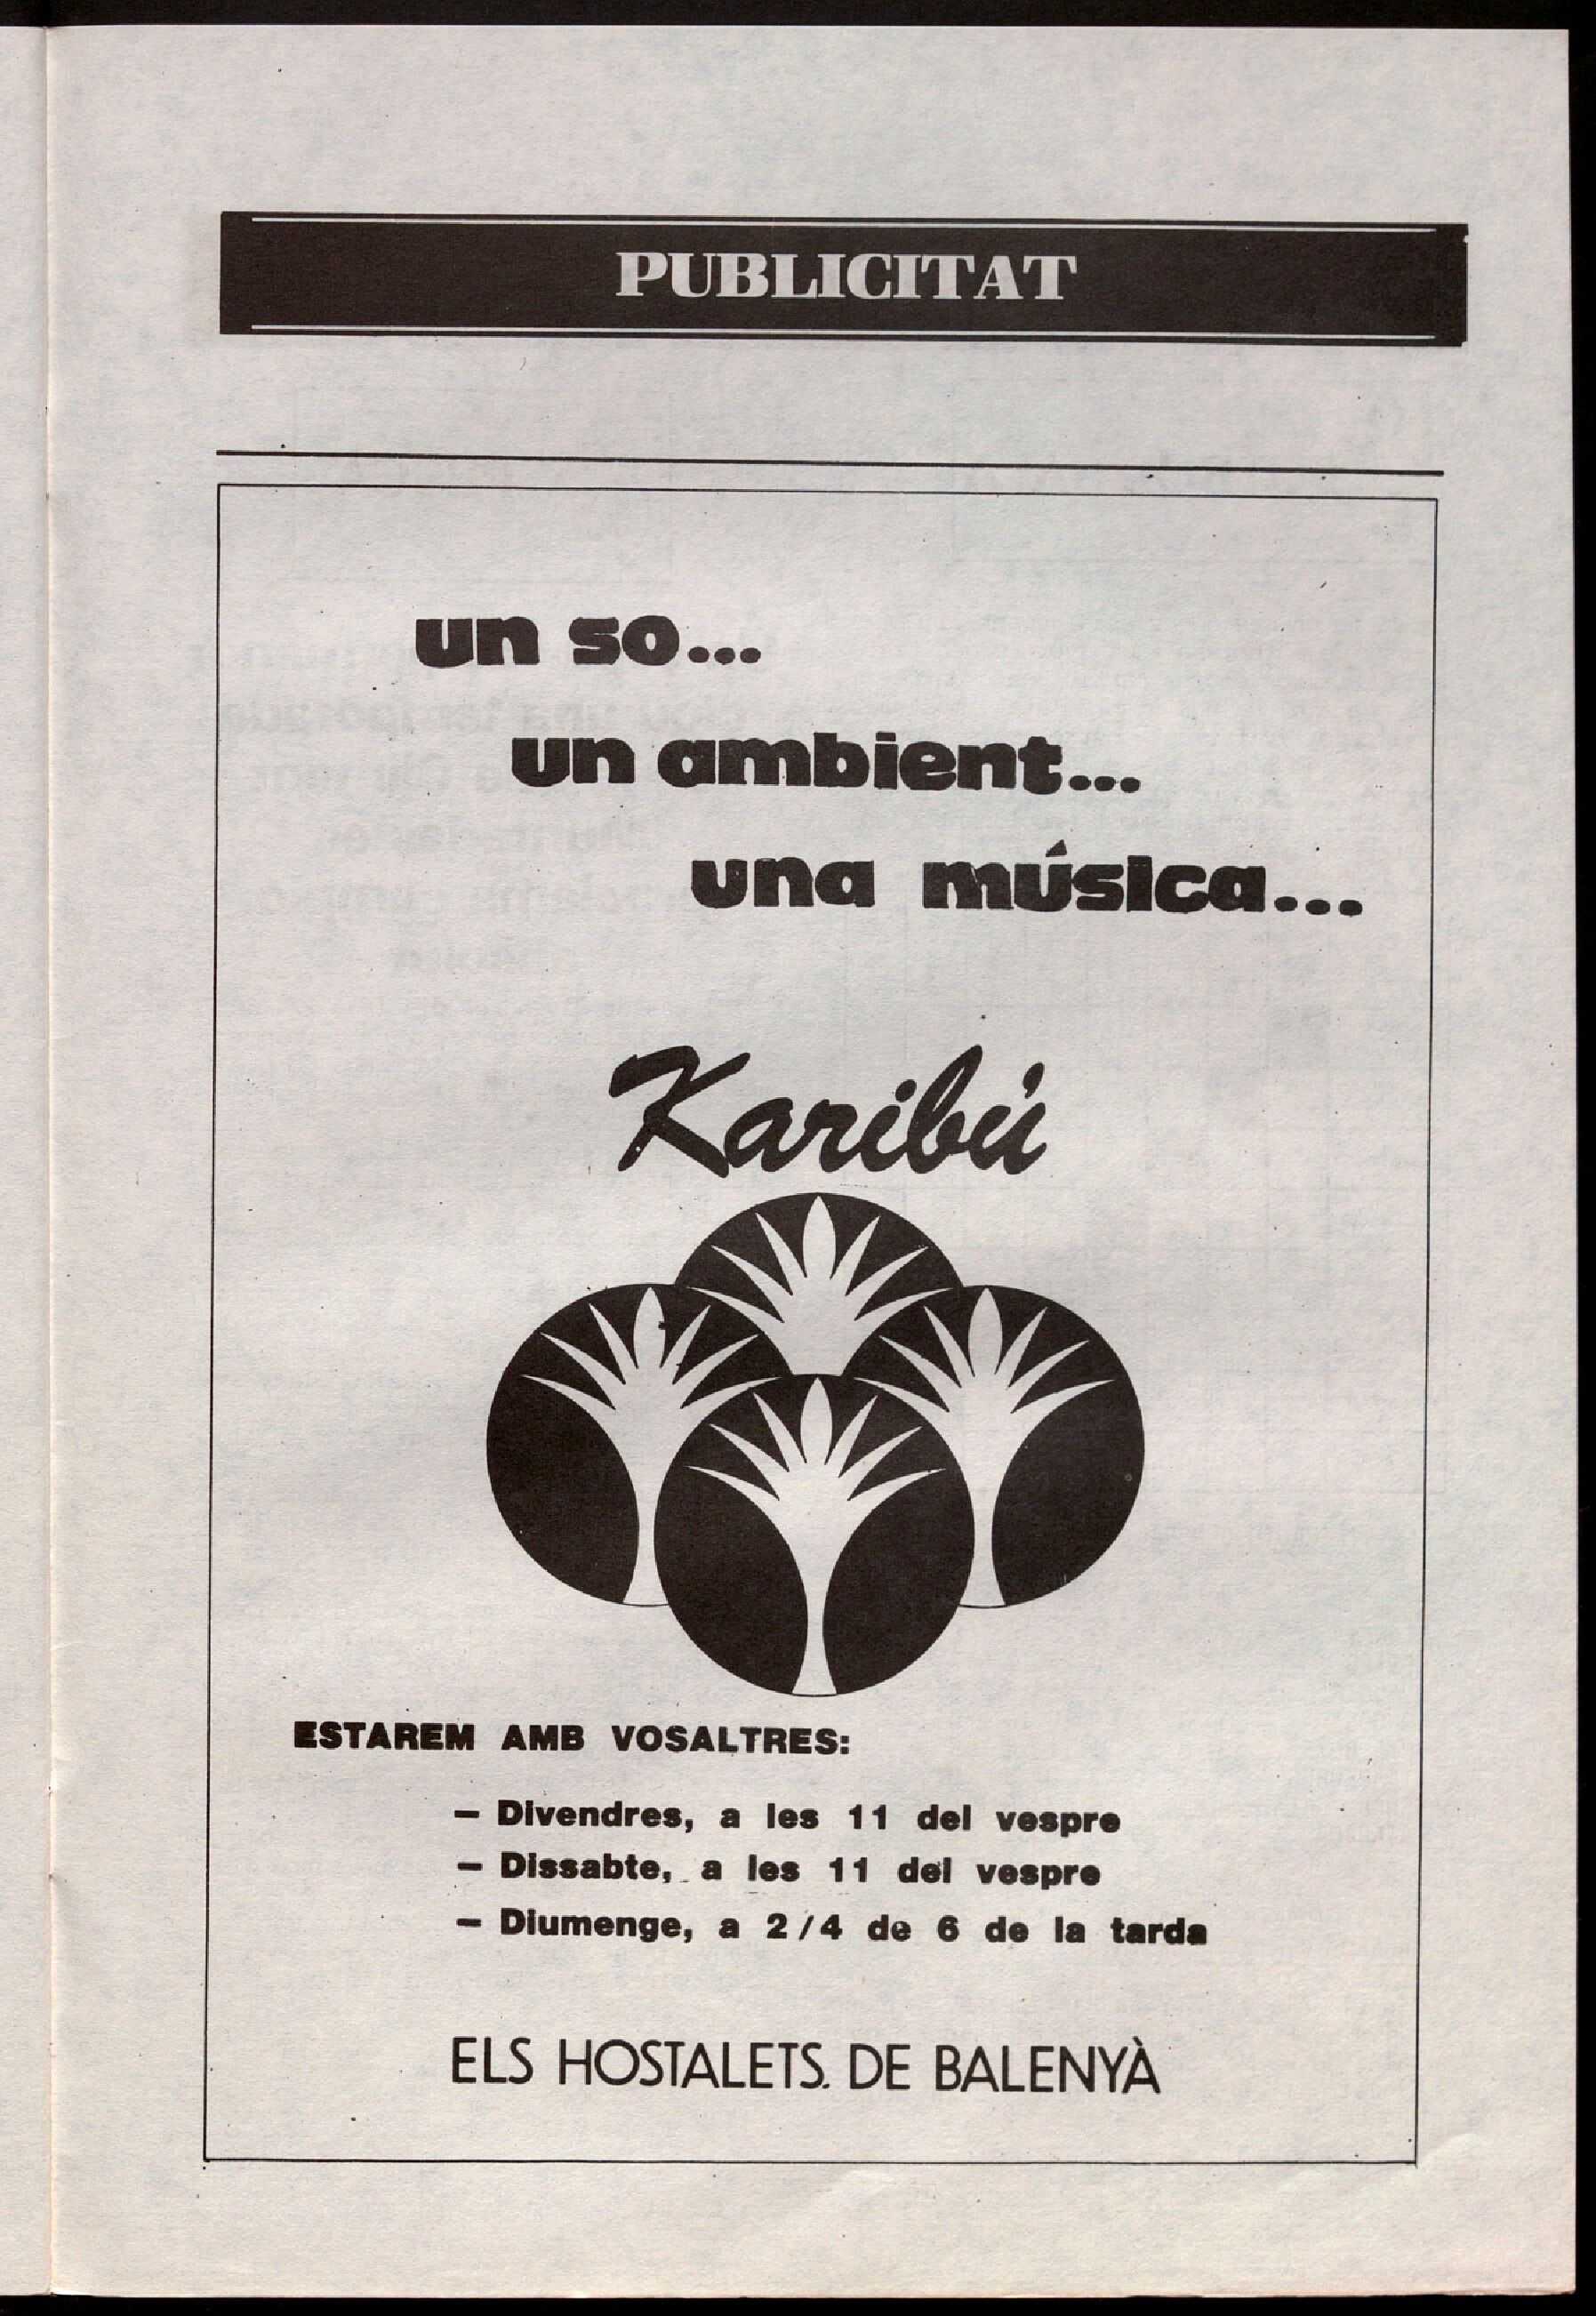 PUBLICITAT
un so...
un ambient...
una música...
Karibú
ESTAREM AMB VOSALTRES:
— Divendres, a les 11 del vespre
— Dissabte, a les 11 del vespre
— Diumenge, a 2/4 de 6 de la tarda
ELS HOSTALETS. DE BALENYÀ